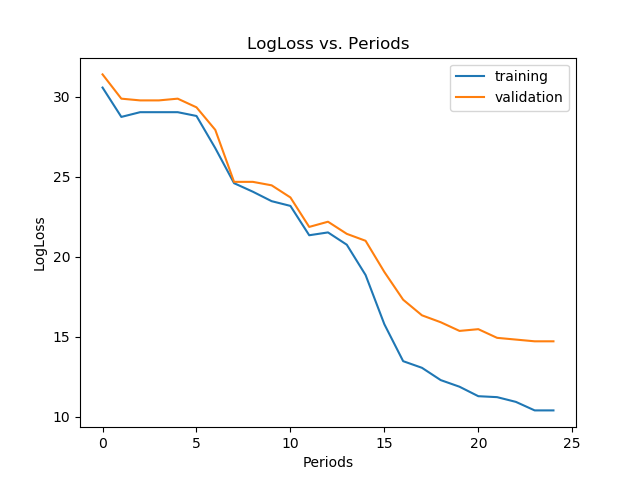 LogLoss vs. Periods
training
validation
30
25
20
15
10
LogLoss
0 5 10 15 20 25
Periods